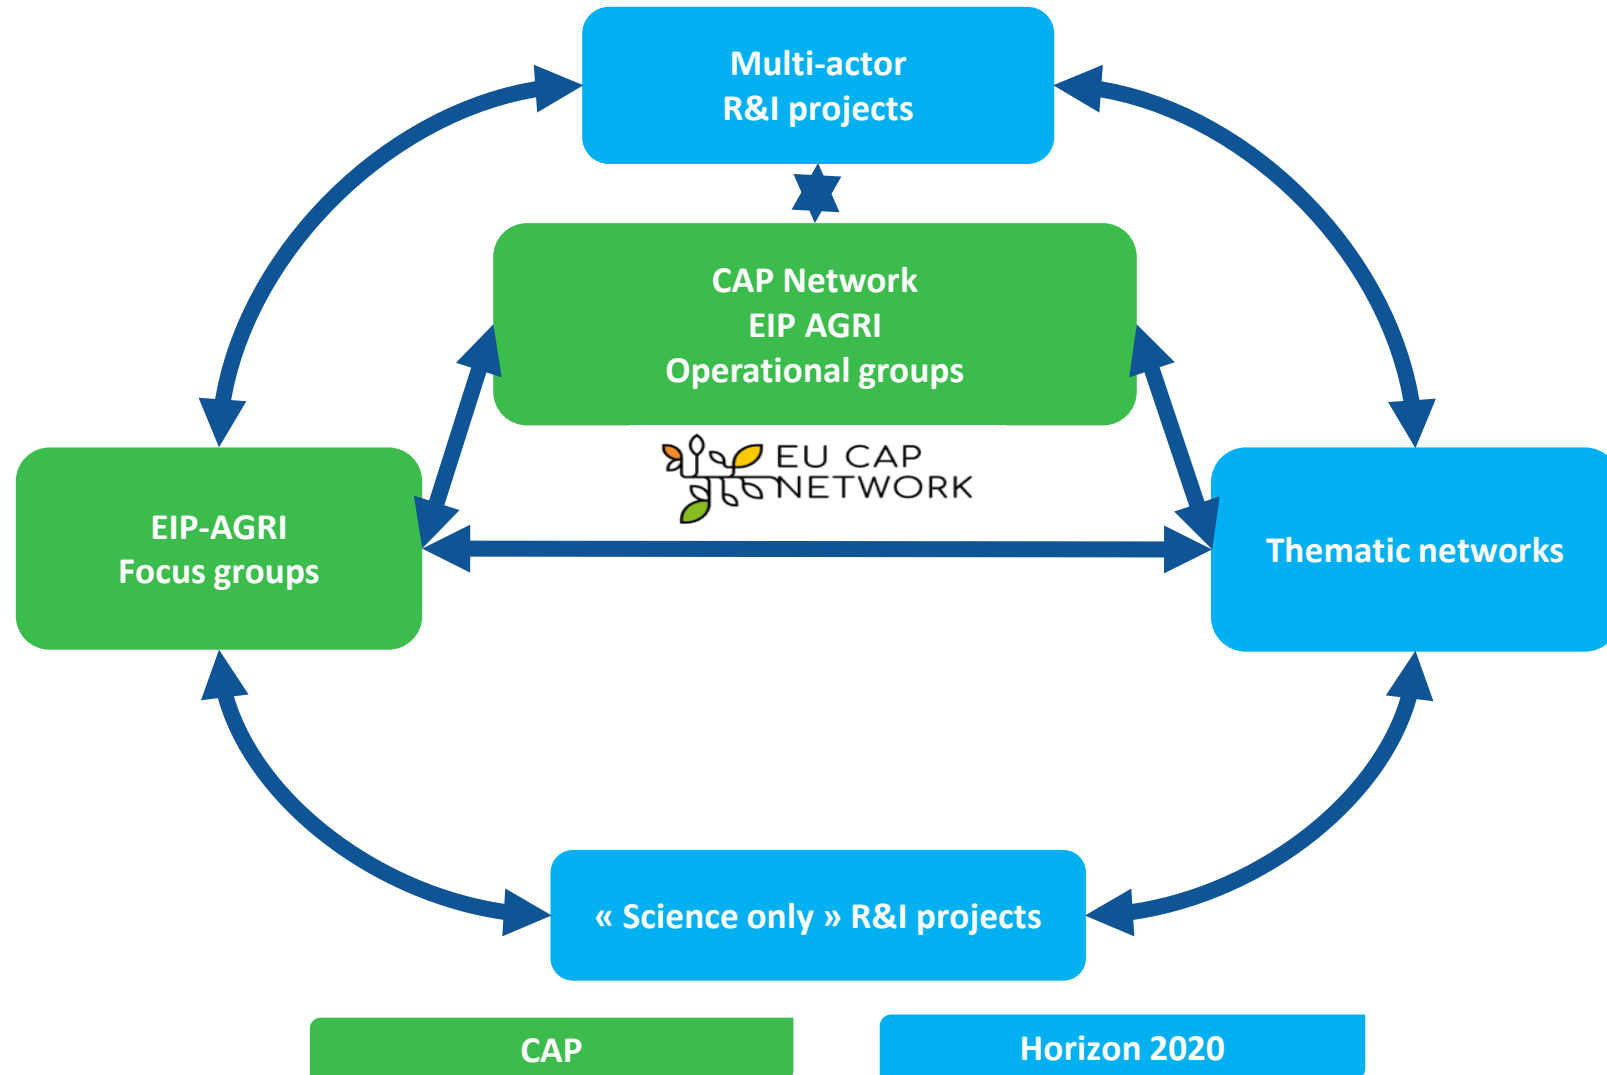 Multi-actor
R&I projects
CAP Network
EIP AGRI
Operational groups
EU CAP
NETWORK
EIP-AGRI
Focus groups
Thematic networks
« Science only » R&I projects
CAP
Horizon 2020